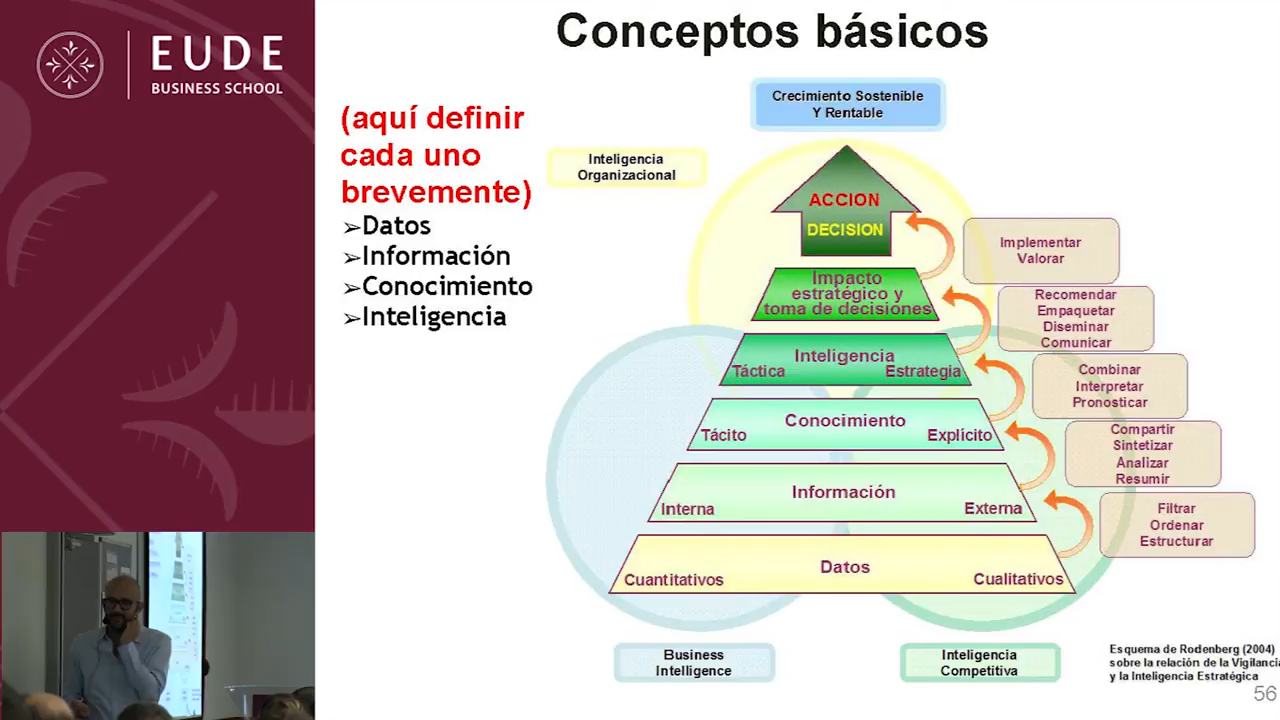 EUDE
BUSINESS SCHOOL
Conceptos básicos
(aquí definir
cada uno
brevemente)
➢Datos
➢Información
➢Conocimiento
➢Inteligencia
Crecimiento Sostenible
Y Rentable
Inteligencia
Organizacional
ACCION
DECISION
Implementar
Valorar
Impacto
estratégico y
toma de decisiones
Recomendar
Empaquetar
Diseminar
Comunicar
Inteligencia
Táctica
Estrategia
Combinar
Interpretar
Pronosticar
Conocimiento
Tácito
Explícito
Compartir
Sintetizar
Analizar
Resumir
Información
Interna
Externa
Filtrar
Ordenar
Estructurar
Datos
Cuantitativos
Cualitativos
Business
Intelligence
Inteligencia
Competitiva
Esquema de Rodenberg (2004)
sobre la relación de la Vigilancia
y la Inteligencia Estratégica
56